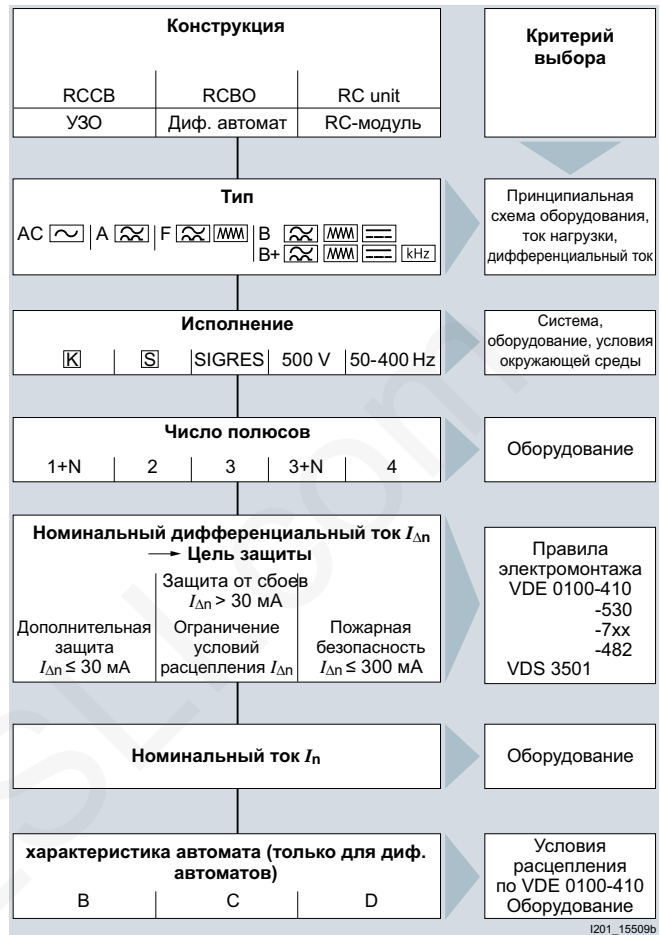 Конструкция
RCCB RCBO RC unit
УЗО Диф. автомат RC-модуль
Критерий
выбора
Тип
AC A F B
B+ kHz
Принципиальная
схема оборудования,
ток нагрузки,
дифференциальный ток
Исполнение
K S SIGRES 500 V 50-400 Hz
Система,
оборудование, условия
окружающей среды
Число полюсов
1+N 2 3 3+N 4
Оборудование
Номинальный дифференциальный ток IΔn
→ Цель защиты
Защита от сбоев
IΔn > 30 мА
Дополнительная
защита
IΔn ≤ 30 мА
Ограничение
условий
расцепления IΔn
Пожарная
безопасность
IΔn ≤ 300 мА
Правила
электромонтажа
VDE 0100-410
-530
-7xx
-482
VDS 3501
Номинальный ток In
Оборудование
характеристика автомата (только для диф.
автоматов)
B C D
Условия
расцепления
по VDE 0100-410
Оборудование
I201_15509b